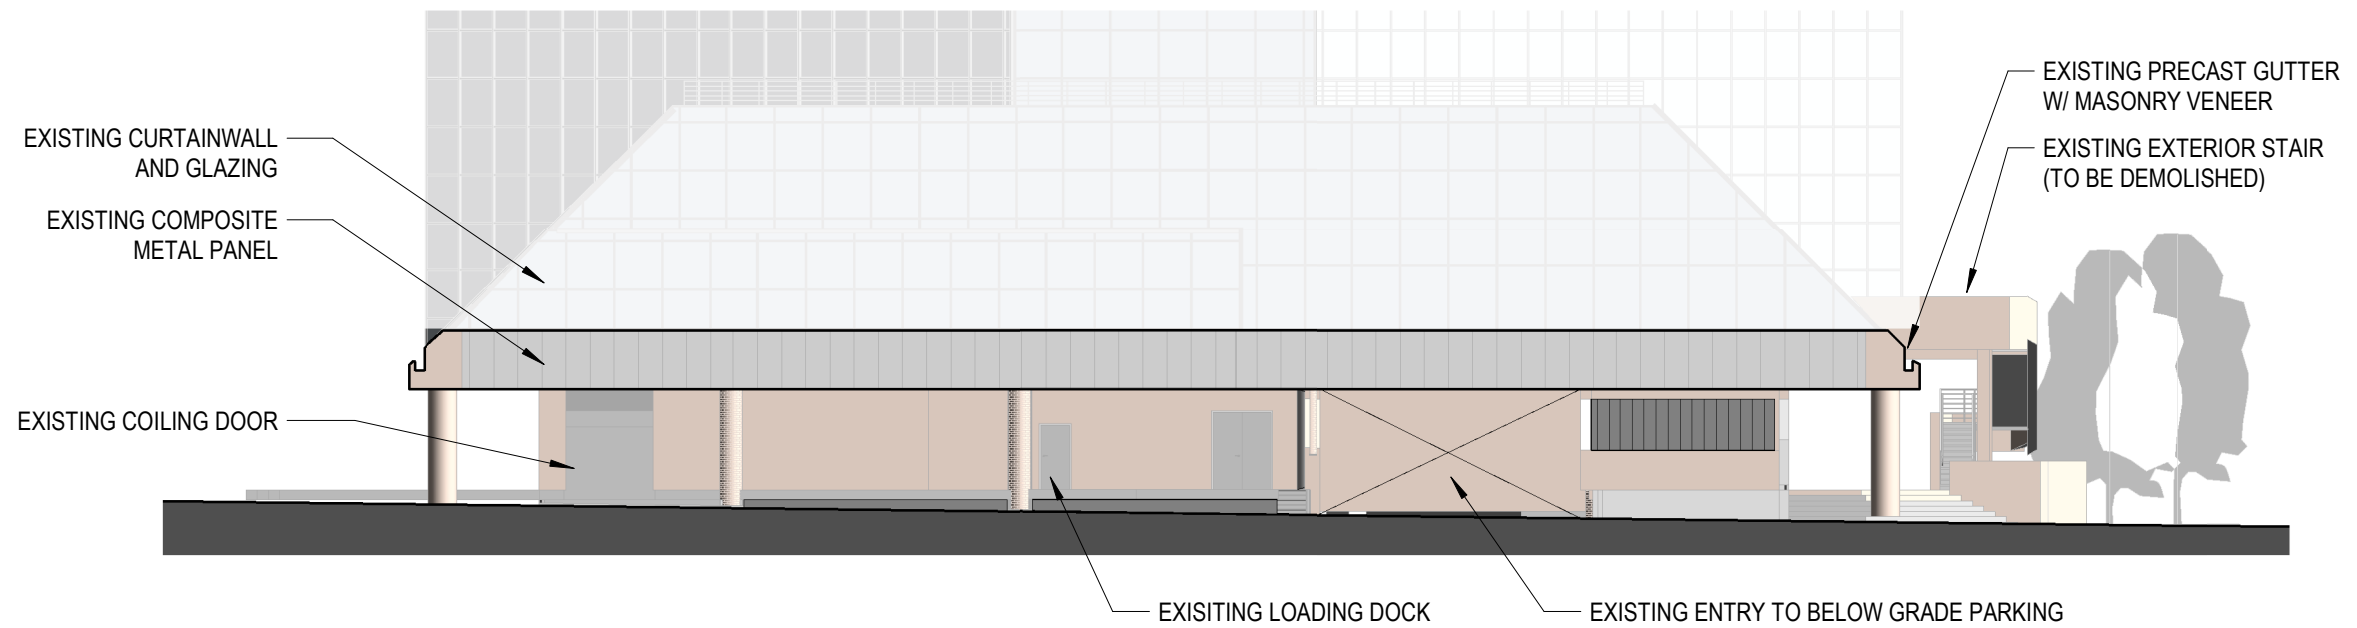 EXISTING CURTAINWALL
AND GLAZING
EXISTING COMPOSITE
METAL PANEL
EXISTING COILING DOOR
EXISTING PRECAST GUTTER
W/ MASONRY VENEER
EXISTING EXTERIOR STAIR
(TO BE DEMOLISHED)
EXISITING LOADING DOCK
EXISTING ENTRY TO BELOW GRADE PARKING